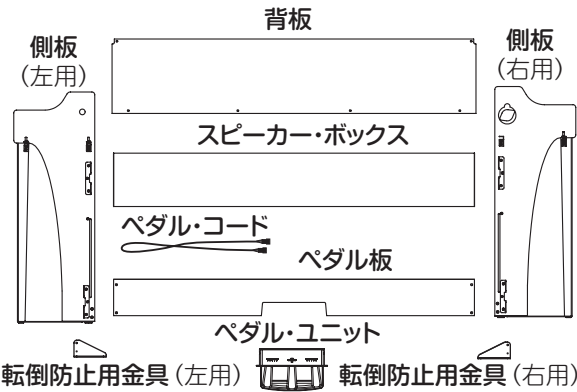 背板
側板
(左用)
側板
(右用)
スピーカー・ボックス
ペダル・コード
ペダル板
ペダル・ユニット
転倒防止用金具(左用)
転倒防止用金具(右用)